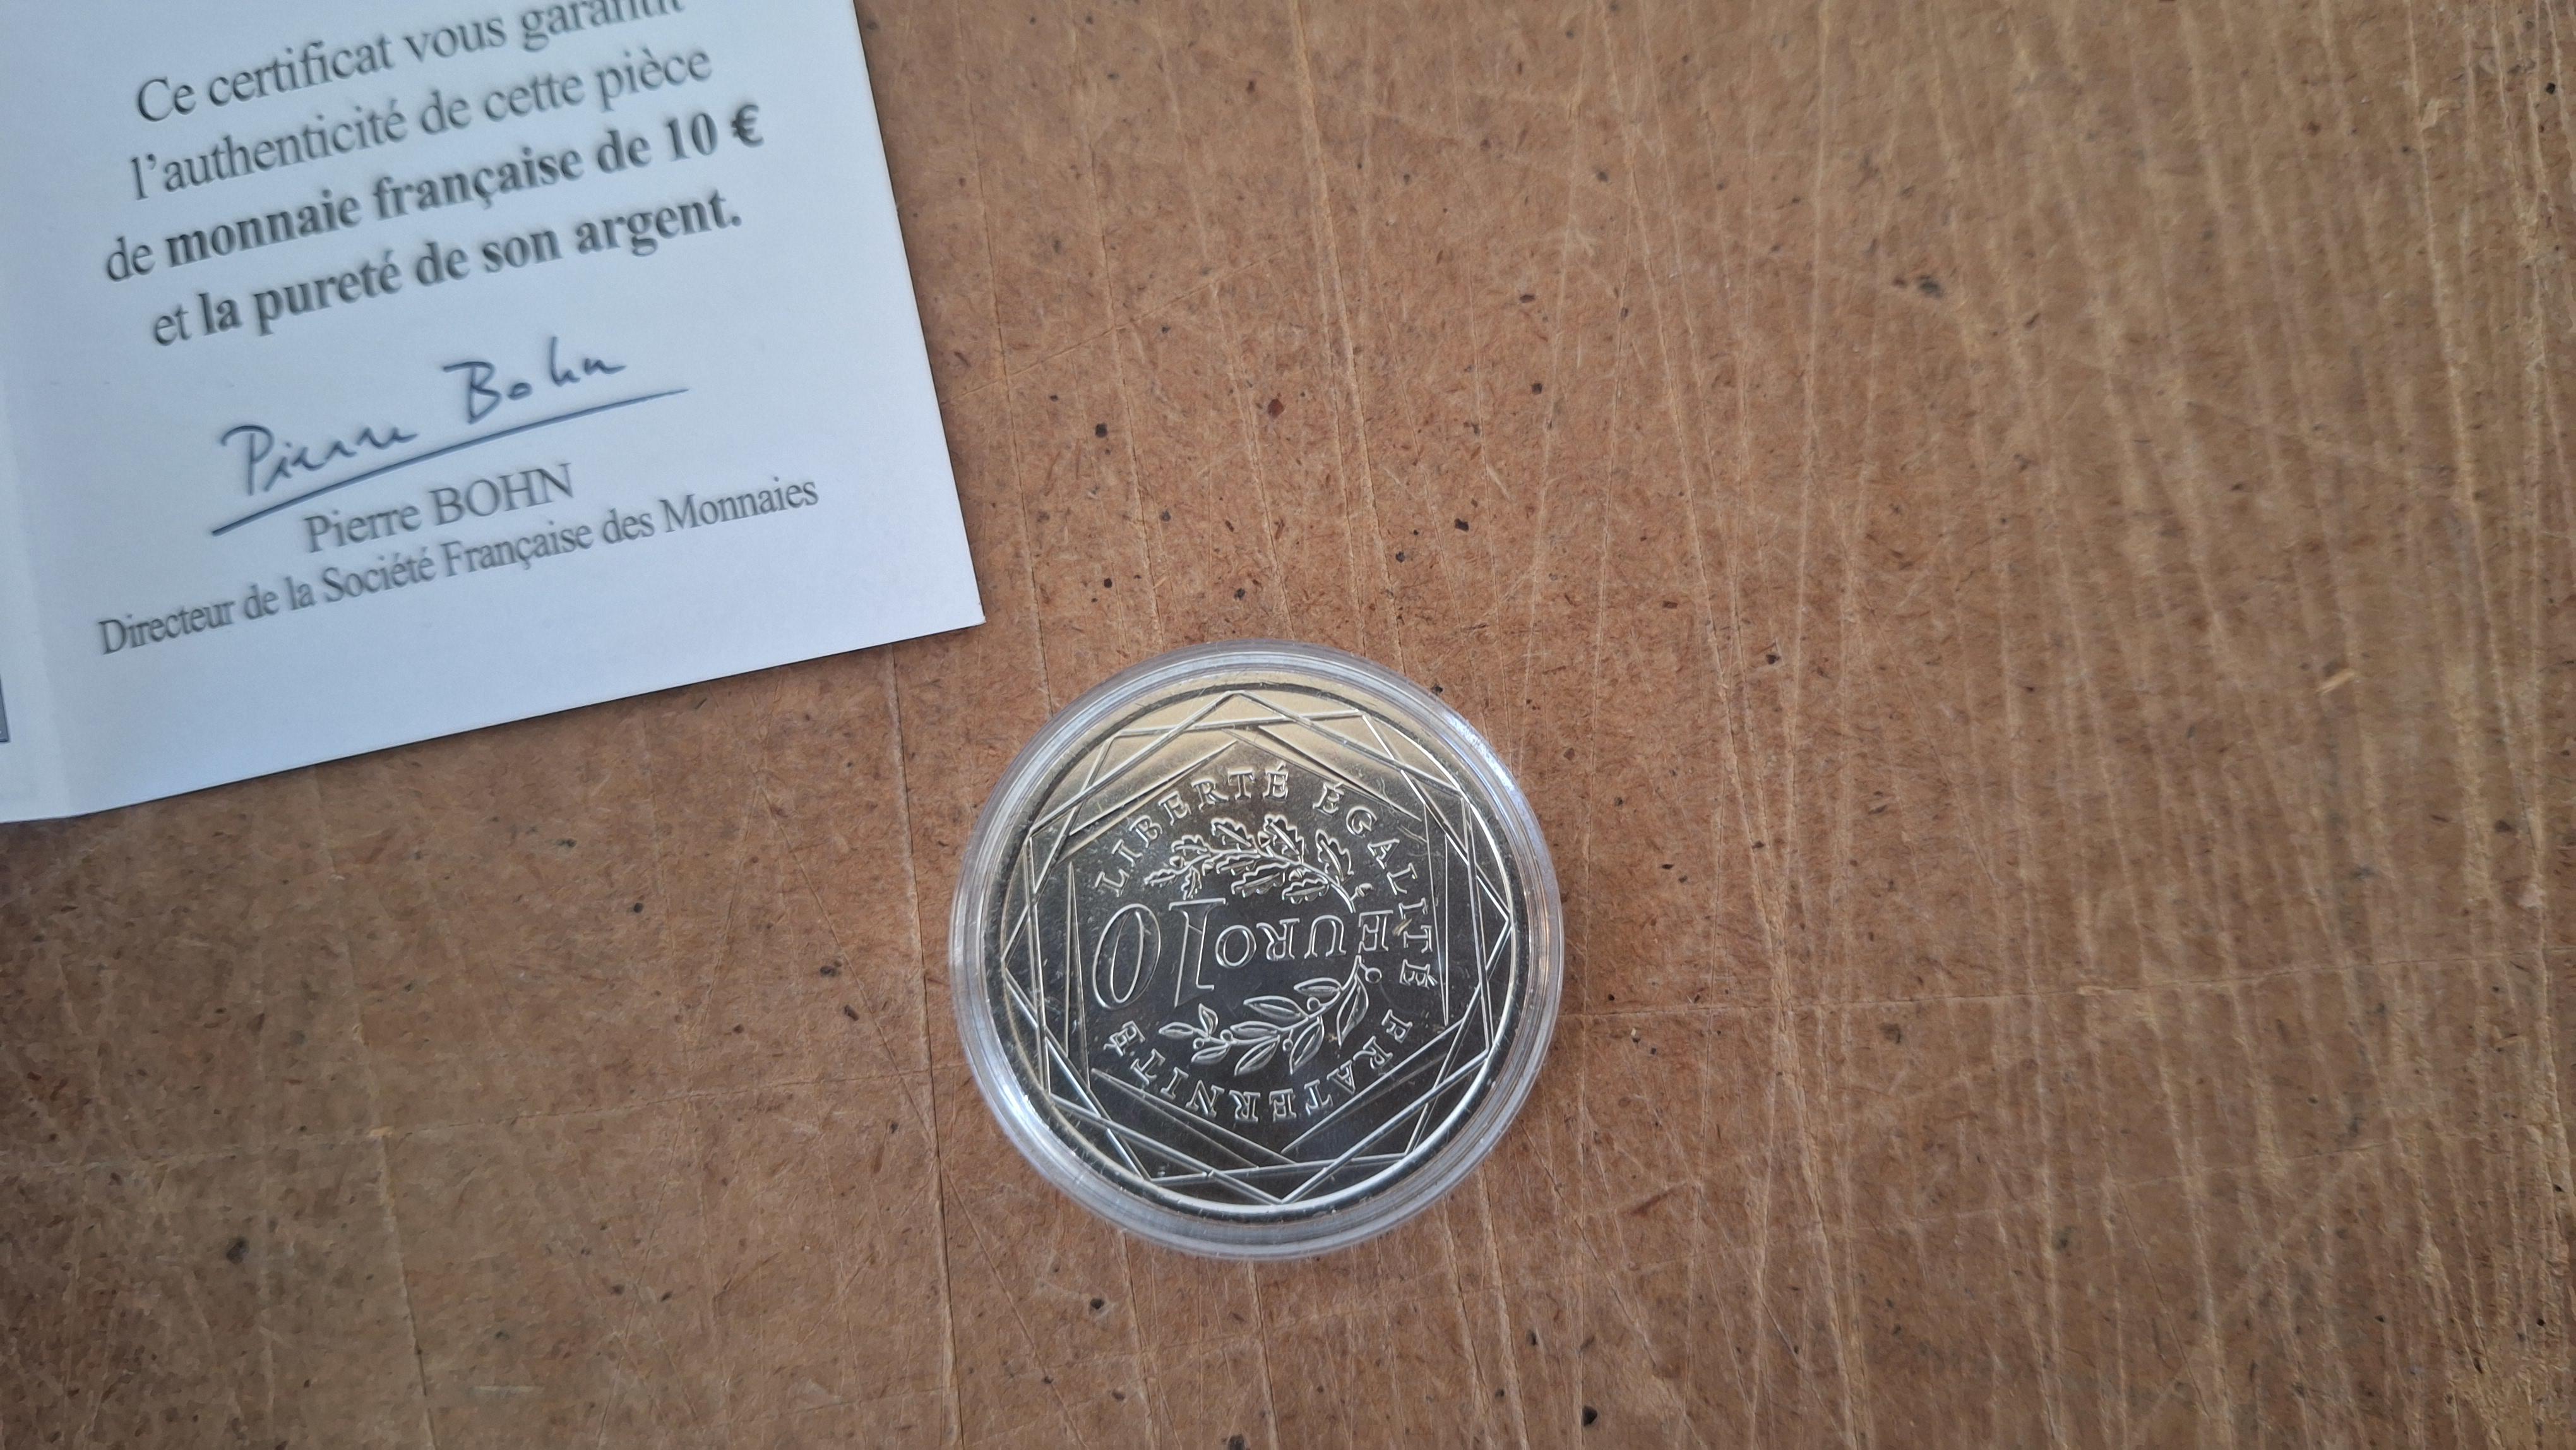 Ce certificat vous garantit
l'authenticité de cette pièce
de monnaie française de 10 €
et la pureté de son argent.
Pierre Bohn
Pierre BOHN
Directeur de la Société Française des Monnaies
LIBERTÉ ÉGALITÉ FRATERNITÉ
10 EURO